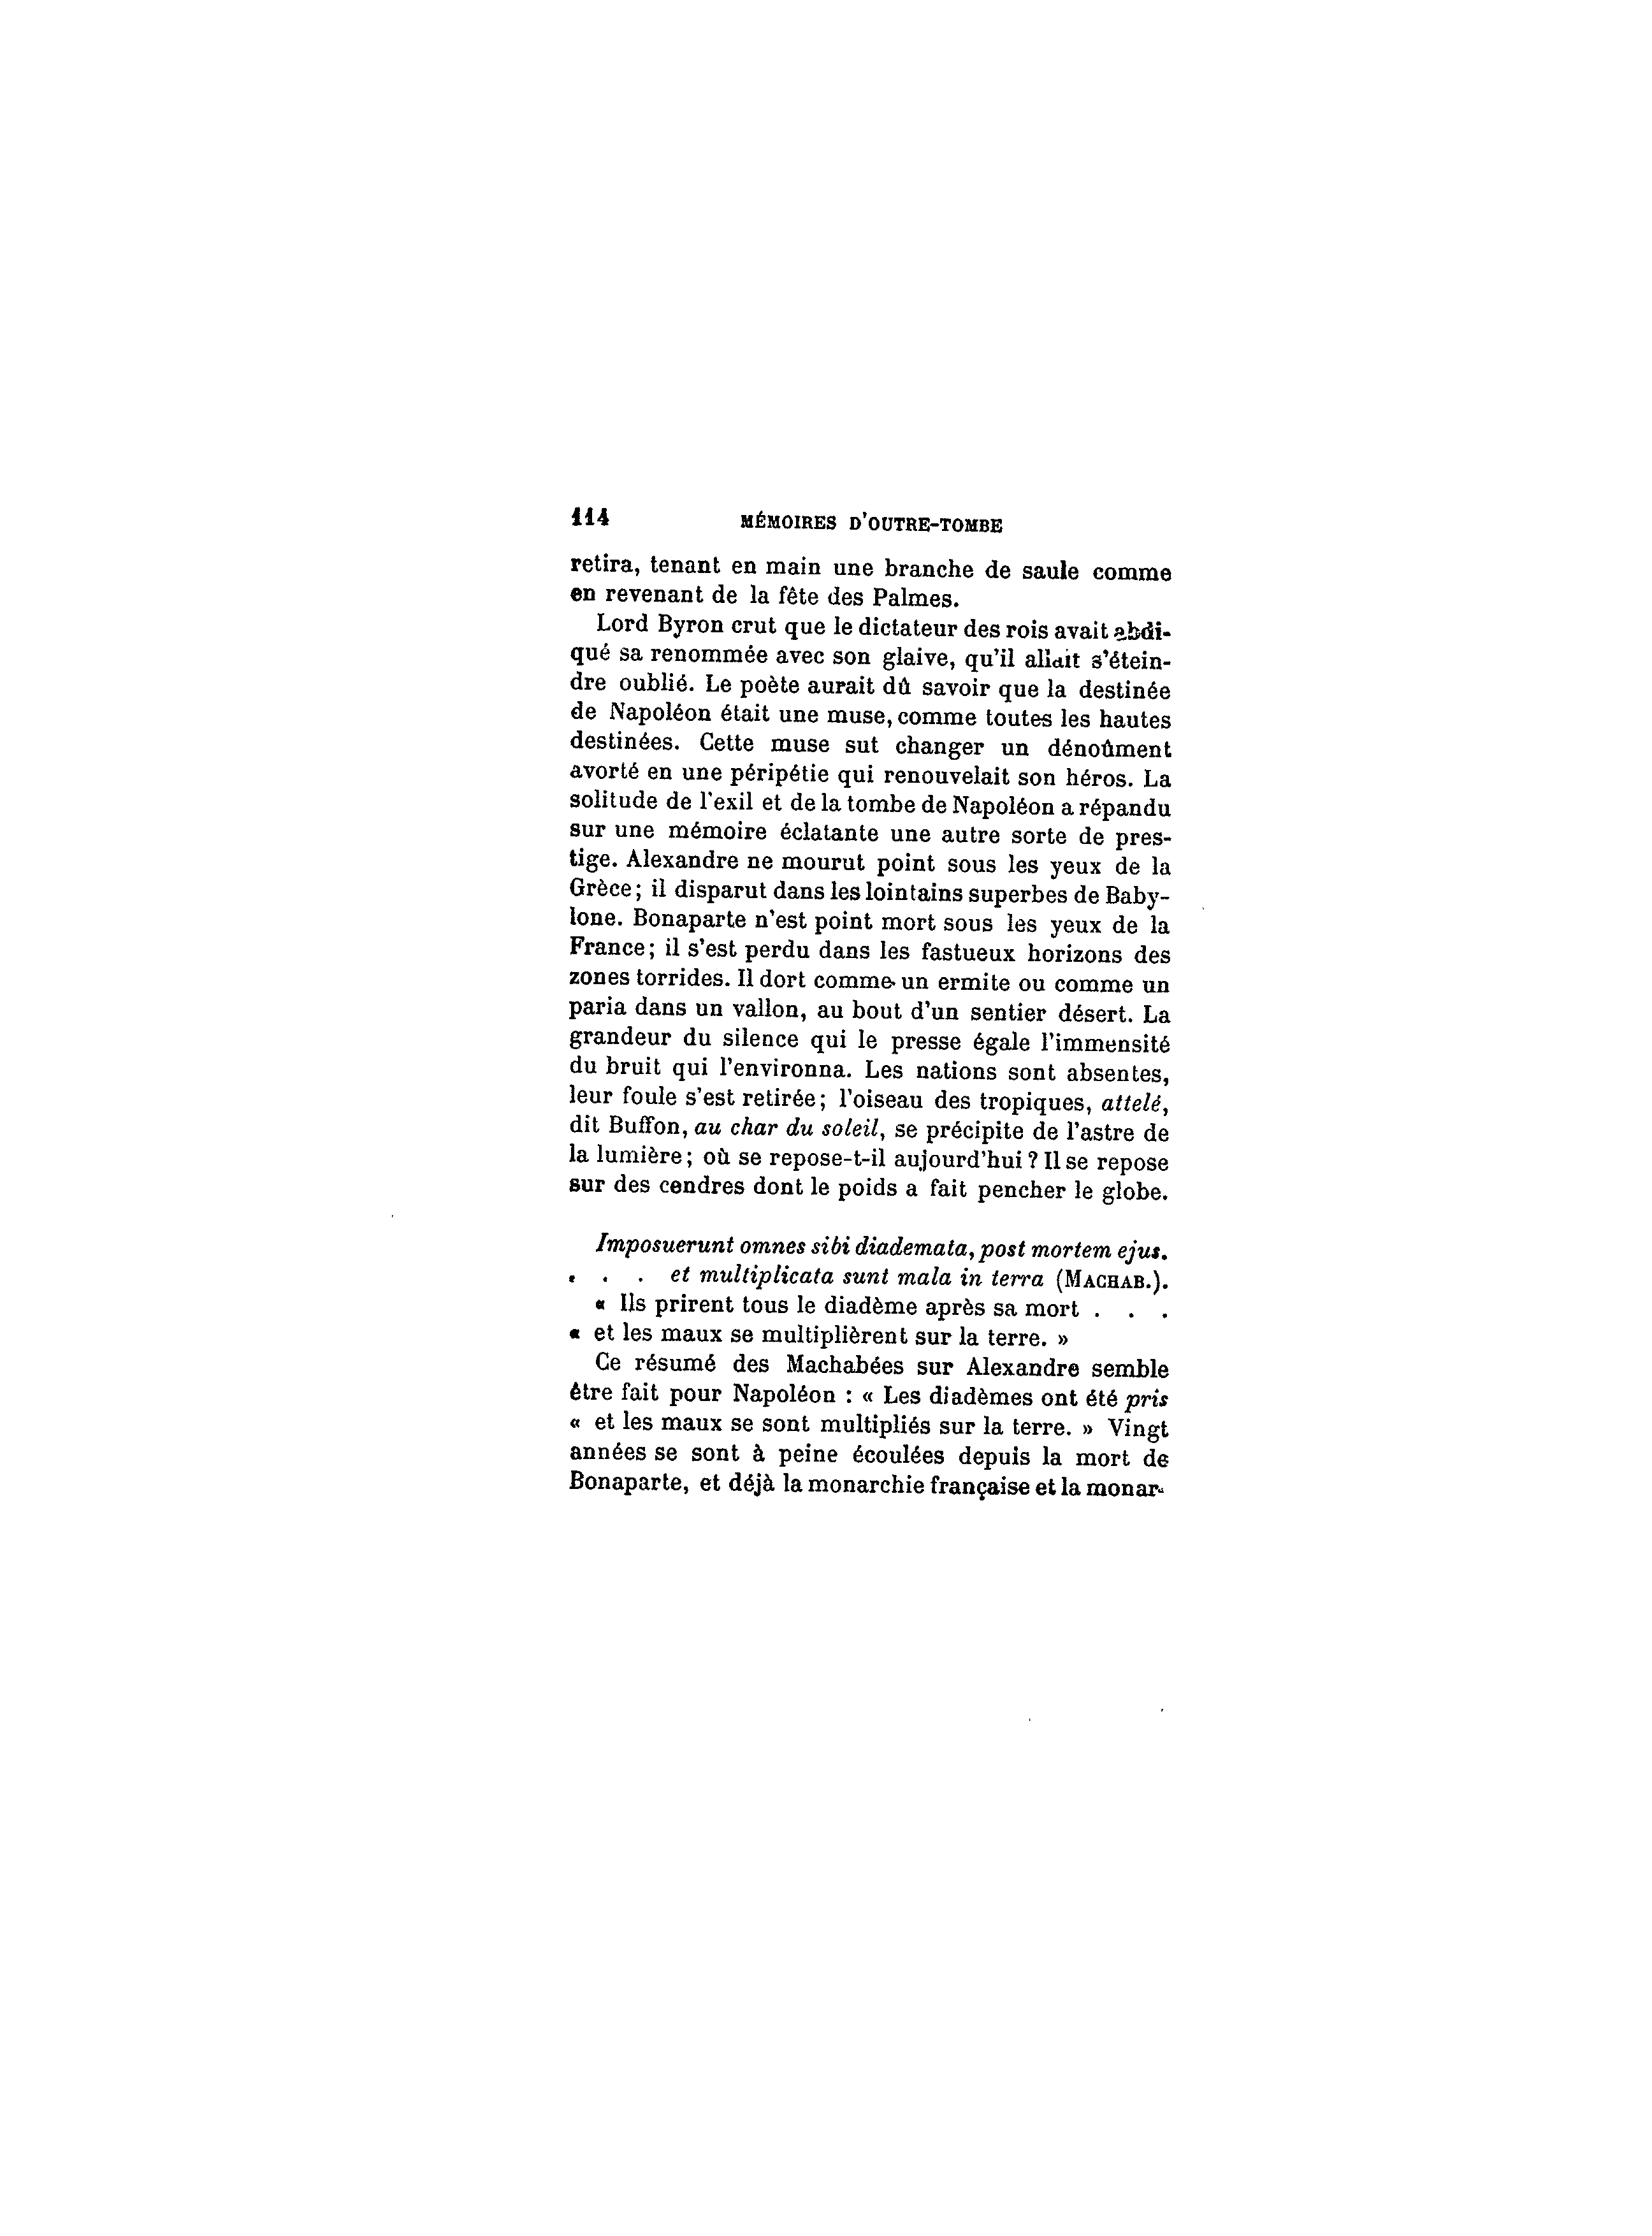 114 MÉMOIRES D'OUTRE-TOMBE
retira, tenant en main une branche de saule comme
en revenant de la fête des Palmes.
Lord Byron crut que le dictateur des rois avait abdi-
qué sa renommée avec son glaive, qu'il allait s'étein-
dre oublié. Le poète aurait dû savoir que la destinée
de Napoléon était une muse, comme toutes les hautes
destinées. Cette muse sut changer un dénoûment
avorté en une péripétie qui renouvelait son héros. La
solitude de l'exil et de la tombe de Napoléon a répandu
sur une mémoire éclatante une autre sorte de pres-
tige. Alexandre ne mourut point sous les yeux de la
Grèce; il disparut dans les lointains superbes de Baby-
lone. Bonaparte n'est point mort sous les yeux de la
France; il s'est perdu dans les fastueux horizons des
zones torrides. Il dort comme un ermite ou comme un
paria dans un vallon, au bout d'un sentier désert. La
grandeur du silence qui le presse égale l'immensité
du bruit qui l'environna. Les nations sont absentes,
leur foule s'est retirée; l'oiseau des tropiques, attelé,
dit Buffon, au char du soleil, se précipite de l'astre de
la lumière; où se repose-t-il aujourd'hui ? Il se repose
sur des cendres dont le poids a fait pencher le globe.
Imposuerunt omnes sibi diademata, post mortem ejus.
. . . et multiplicata sunt mala in terra (MACHAB.).
« Ils prirent tous le diadème après sa mort . . .
« et les maux se multiplièrent sur la terre. »
Ce résumé des Machabées sur Alexandre semble
être fait pour Napoléon : « Les diadèmes ont été pris
« et les maux se sont multipliés sur la terre. » Vingt
années se sont à peine écoulées depuis la mort de
Bonaparte, et déjà la monarchie française et la monar-